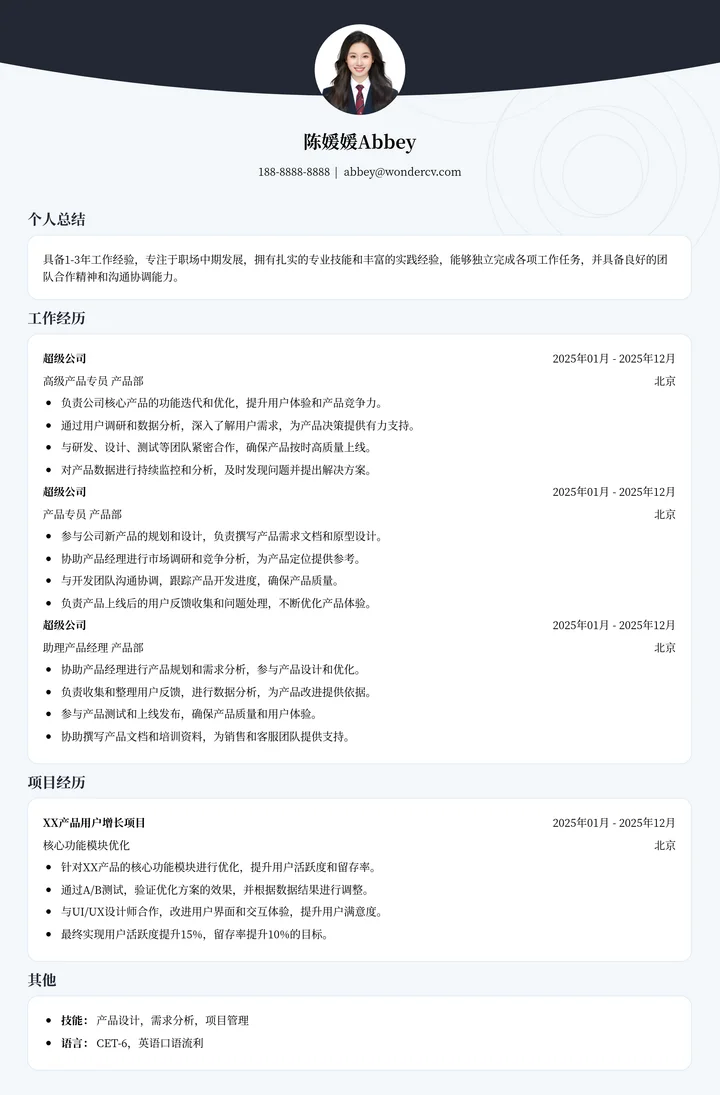 陈媛媛Abbey
188-8888-8888 | abbey@wondercv.com
个人总结
具备1-3年工作经验，专注于职场中期发展，拥有扎实的专业技能和丰富的实践经验，能够独立完成各项工作任务，并具备良好的团
队合作精神和沟通协调能力。
工作经历
超级公司 2025年01月 - 2025年12月
高级产品专员 产品部 北京
• 负责公司核心产品的功能迭代和优化，提升用户体验和产品竞争力。
• 通过用户调研和数据分析，深入了解用户需求，为产品决策提供有力支持。
• 与研发、设计、测试等团队紧密合作，确保产品按时高质量上线。
• 对产品数据进行持续监控和分析，及时发现问题并提出解决方案。
超级公司 2025年01月 - 2025年12月
产品专员 产品部 北京
• 参与公司新产品的规划和设计，负责撰写产品需求文档和原型设计。
• 协助产品经理进行市场调研和竞争分析，为产品定位提供参考。
• 与开发团队沟通协调，跟踪产品开发进度，确保产品质量。
• 负责产品上线后的用户反馈收集和问题处理，不断优化产品体验。
超级公司 2025年01月 - 2025年12月
助理产品经理 产品部 北京
• 协助产品经理进行产品规划和需求分析，参与产品设计和优化。
• 负责收集和整理用户反馈，进行数据分析，为产品改进提供依据。
• 参与产品测试和上线发布，确保产品质量和用户体验。
• 协助撰写产品文档和培训资料，为销售和客服团队提供支持。
项目经历
XX产品用户增长项目 2025年01月 - 2025年12月
核心功能模块优化 北京
• 针对XX产品的核心功能模块进行优化，提升用户活跃度和留存率。
• 通过A/B测试，验证优化方案的效果，并根据数据结果进行调整。
• 与UI/UX设计师合作，改进用户界面和交互体验，提升用户满意度。
• 最终实现用户活跃度提升15%，留存率提升10%的目标。
其他
• 技能： 产品设计，需求分析，项目管理
• 语言： CET-6，英语口语流利